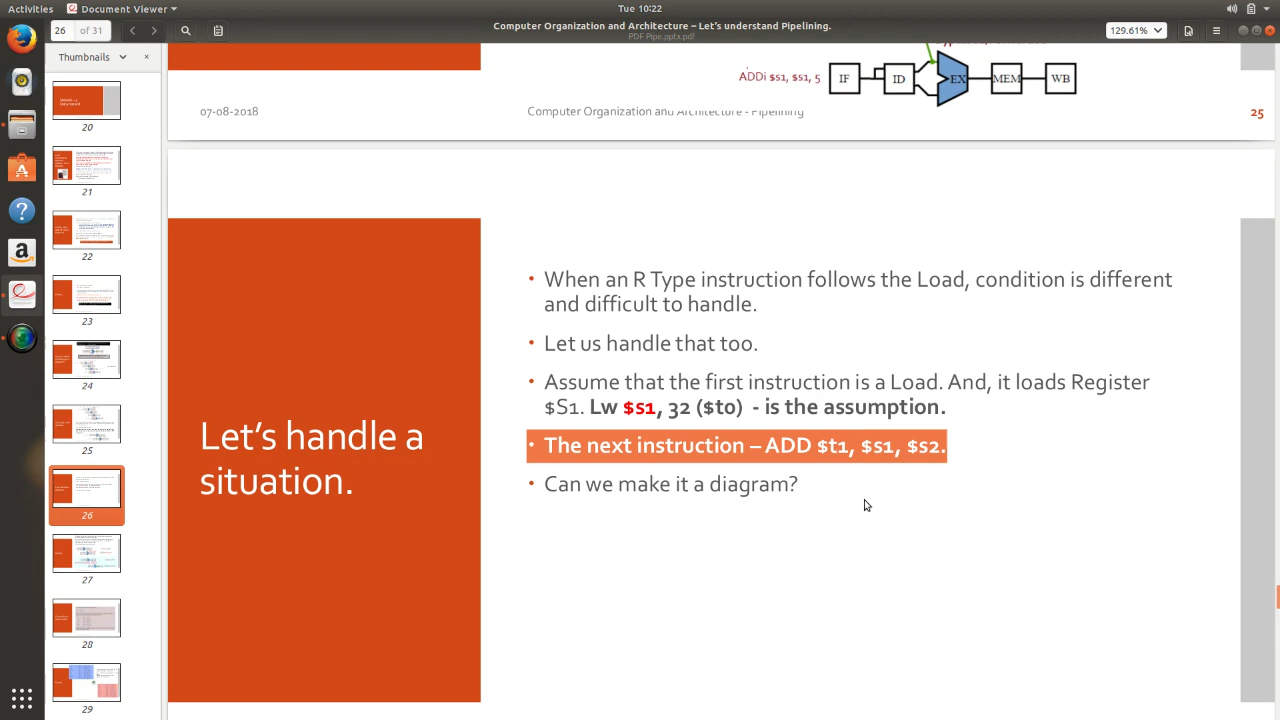 Activities
Document Viewer
Tue 10:22
26
of 31
Computer Organization and Architecture – Let's understand Pipelining.
PDF Pipe.pptx.pdf
129.61%
Thumbnails
20
21
22
23
24
25
26
27
28
29
ADDi $s1, $s1, 5
IF
ID
EX
MEM
WB
07-08-2018
Computer Organization and Architecture - Pipelining
25
Let's handle a
situation.
• When an R Type instruction follows the Load, condition is different
and difficult to handle.
• Let us handle that too.
• Assume that the first instruction is a Load. And, it loads Register
$S1. Lw $s1, 32 ($t0) - is the assumption.
• The next instruction – ADD $t1, $s1, $s2.
• Can we make it a diagram?